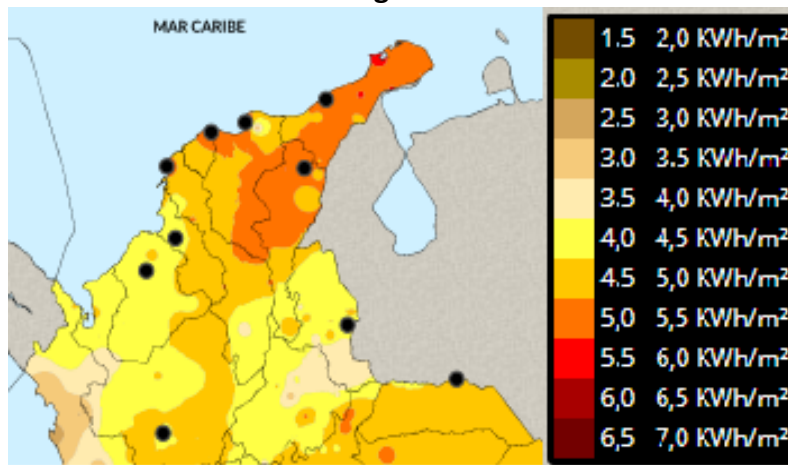 MAR CARIBE
1.5 2,0 KWh/m²
2.0 2,5 KWh/m²
2.5 3,0 KWh/m²
3.0 3.5 KWh/m²
3.5 4,0 KWh/m²
4,0 4,5 KWh/m²
4.5 5,0 KWh/m²
5,0 5,5 KWh/m²
5.5 6,0 KWh/m²
6,0 6,5 KWh/m²
6,5 7,0 KWh/m²